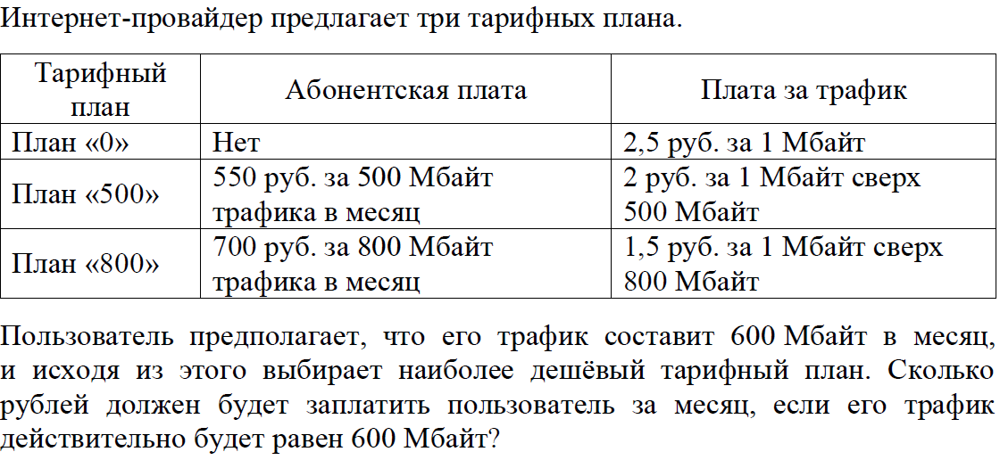 Интернет-провайдер предлагает три тарифных плана.
Тарифный план | Абонентская плата | Плата за трафик
План «0» | Нет | 2,5 руб. за 1 Мбайт
План «500» | 550 руб. за 500 Мбайт трафика в месяц | 2 руб. за 1 Мбайт сверх 500 Мбайт
План «800» | 700 руб. за 800 Мбайт трафика в месяц | 1,5 руб. за 1 Мбайт сверх 800 Мбайт
Пользователь предполагает, что его трафик составит 600 Мбайт в месяц,
и исходя из этого выбирает наиболее дешёвый тарифный план. Сколько
рублей должен будет заплатить пользователь за месяц, если его трафик
действительно будет равен 600 Мбайт?